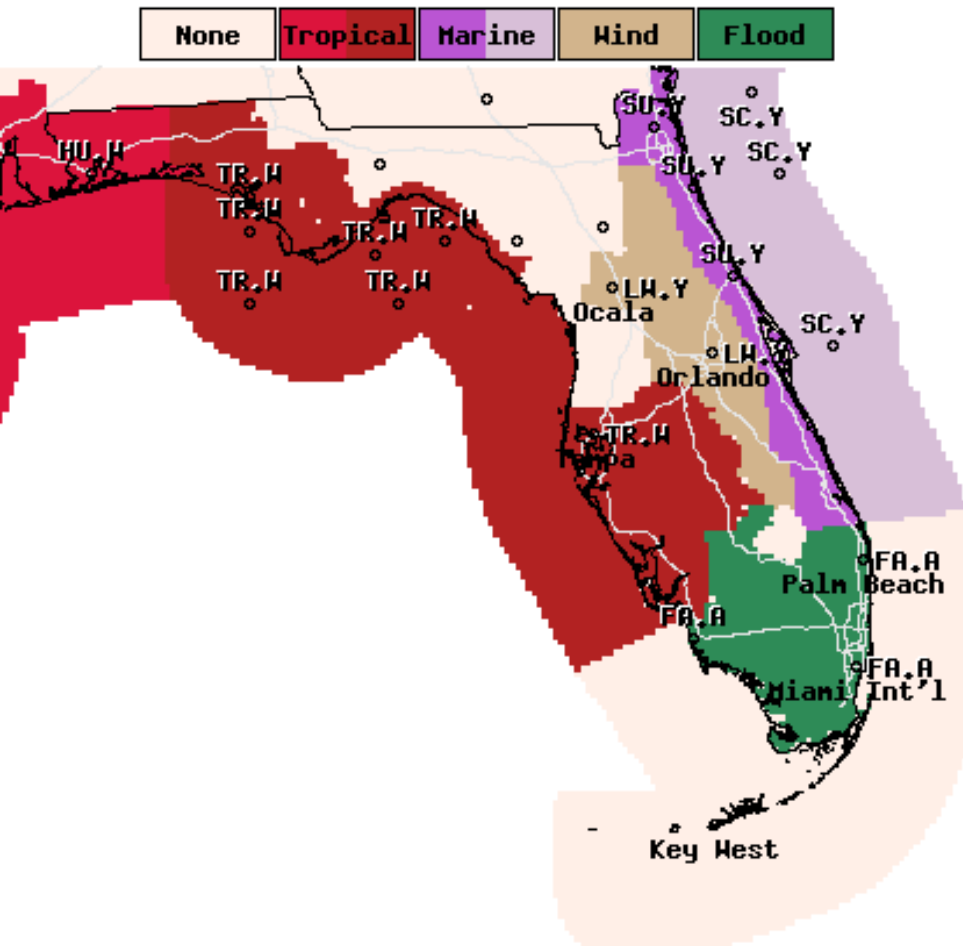 None Tropical Marine Wind Flood
SU.Y
SC.Y
HU.W
SC.Y
SU.Y
TR.W
TR.W
TR.W
TR.W
SU.Y
TR.W
TR.W
LW.Y
Ocala
SC.Y
LW.Y
Orlando
TR.W
Tampa
FA.A
Palm Beach
FA.A
FA.A
Miami Int'l
Key West